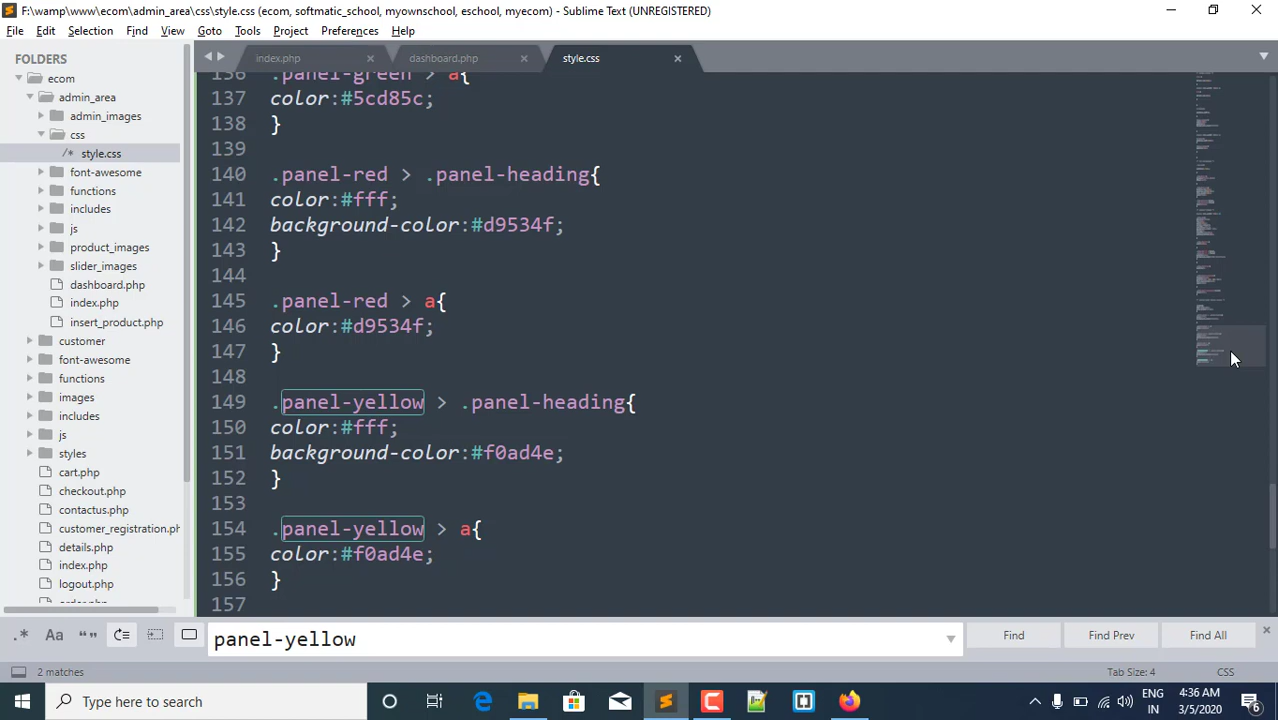 F:\wamp\www\ecom\admin_area\css\style.css (ecom, softmatic_school, myownschool, eschool, myecom) - Sublime Text (UNREGISTERED)
File Edit Selection Find View Goto Tools Project Preferences Help
FOLDERS
ecom
admin_area
admin_images
css
/* style.css
font-awesome
functions
includes
js
product_images
slider_images
dashboard.php
index.php
insert_product.php
customer
font-awesome
functions
images
includes
js
styles
cart.php
checkout.php
contactus.php
customer_registration.ph
details.php
index.php
logout.php
order.php
index.php
dashboard.php
style.css
136 .panel-green > a{
137 color:#5cd85c;
138 }
139
140 .panel-red > .panel-heading{
141 color:#fff;
142 background-color:#d9534f;
143 }
144
145 .panel-red > a{
146 color:#d9534f;
147 }
148
149 .panel-yellow > .panel-heading{
150 color:#fff;
151 background-color:#f0ad4e;
152 }
153
154 .panel-yellow > a{
155 color:#f0ad4e;
156 }
157
.* Aa “” panel-yellow Find Find Prev Find All
2 matches Tab Size: 4 CSS
Type here to search
ENG
IN
4:36 AM
3/5/2020
6